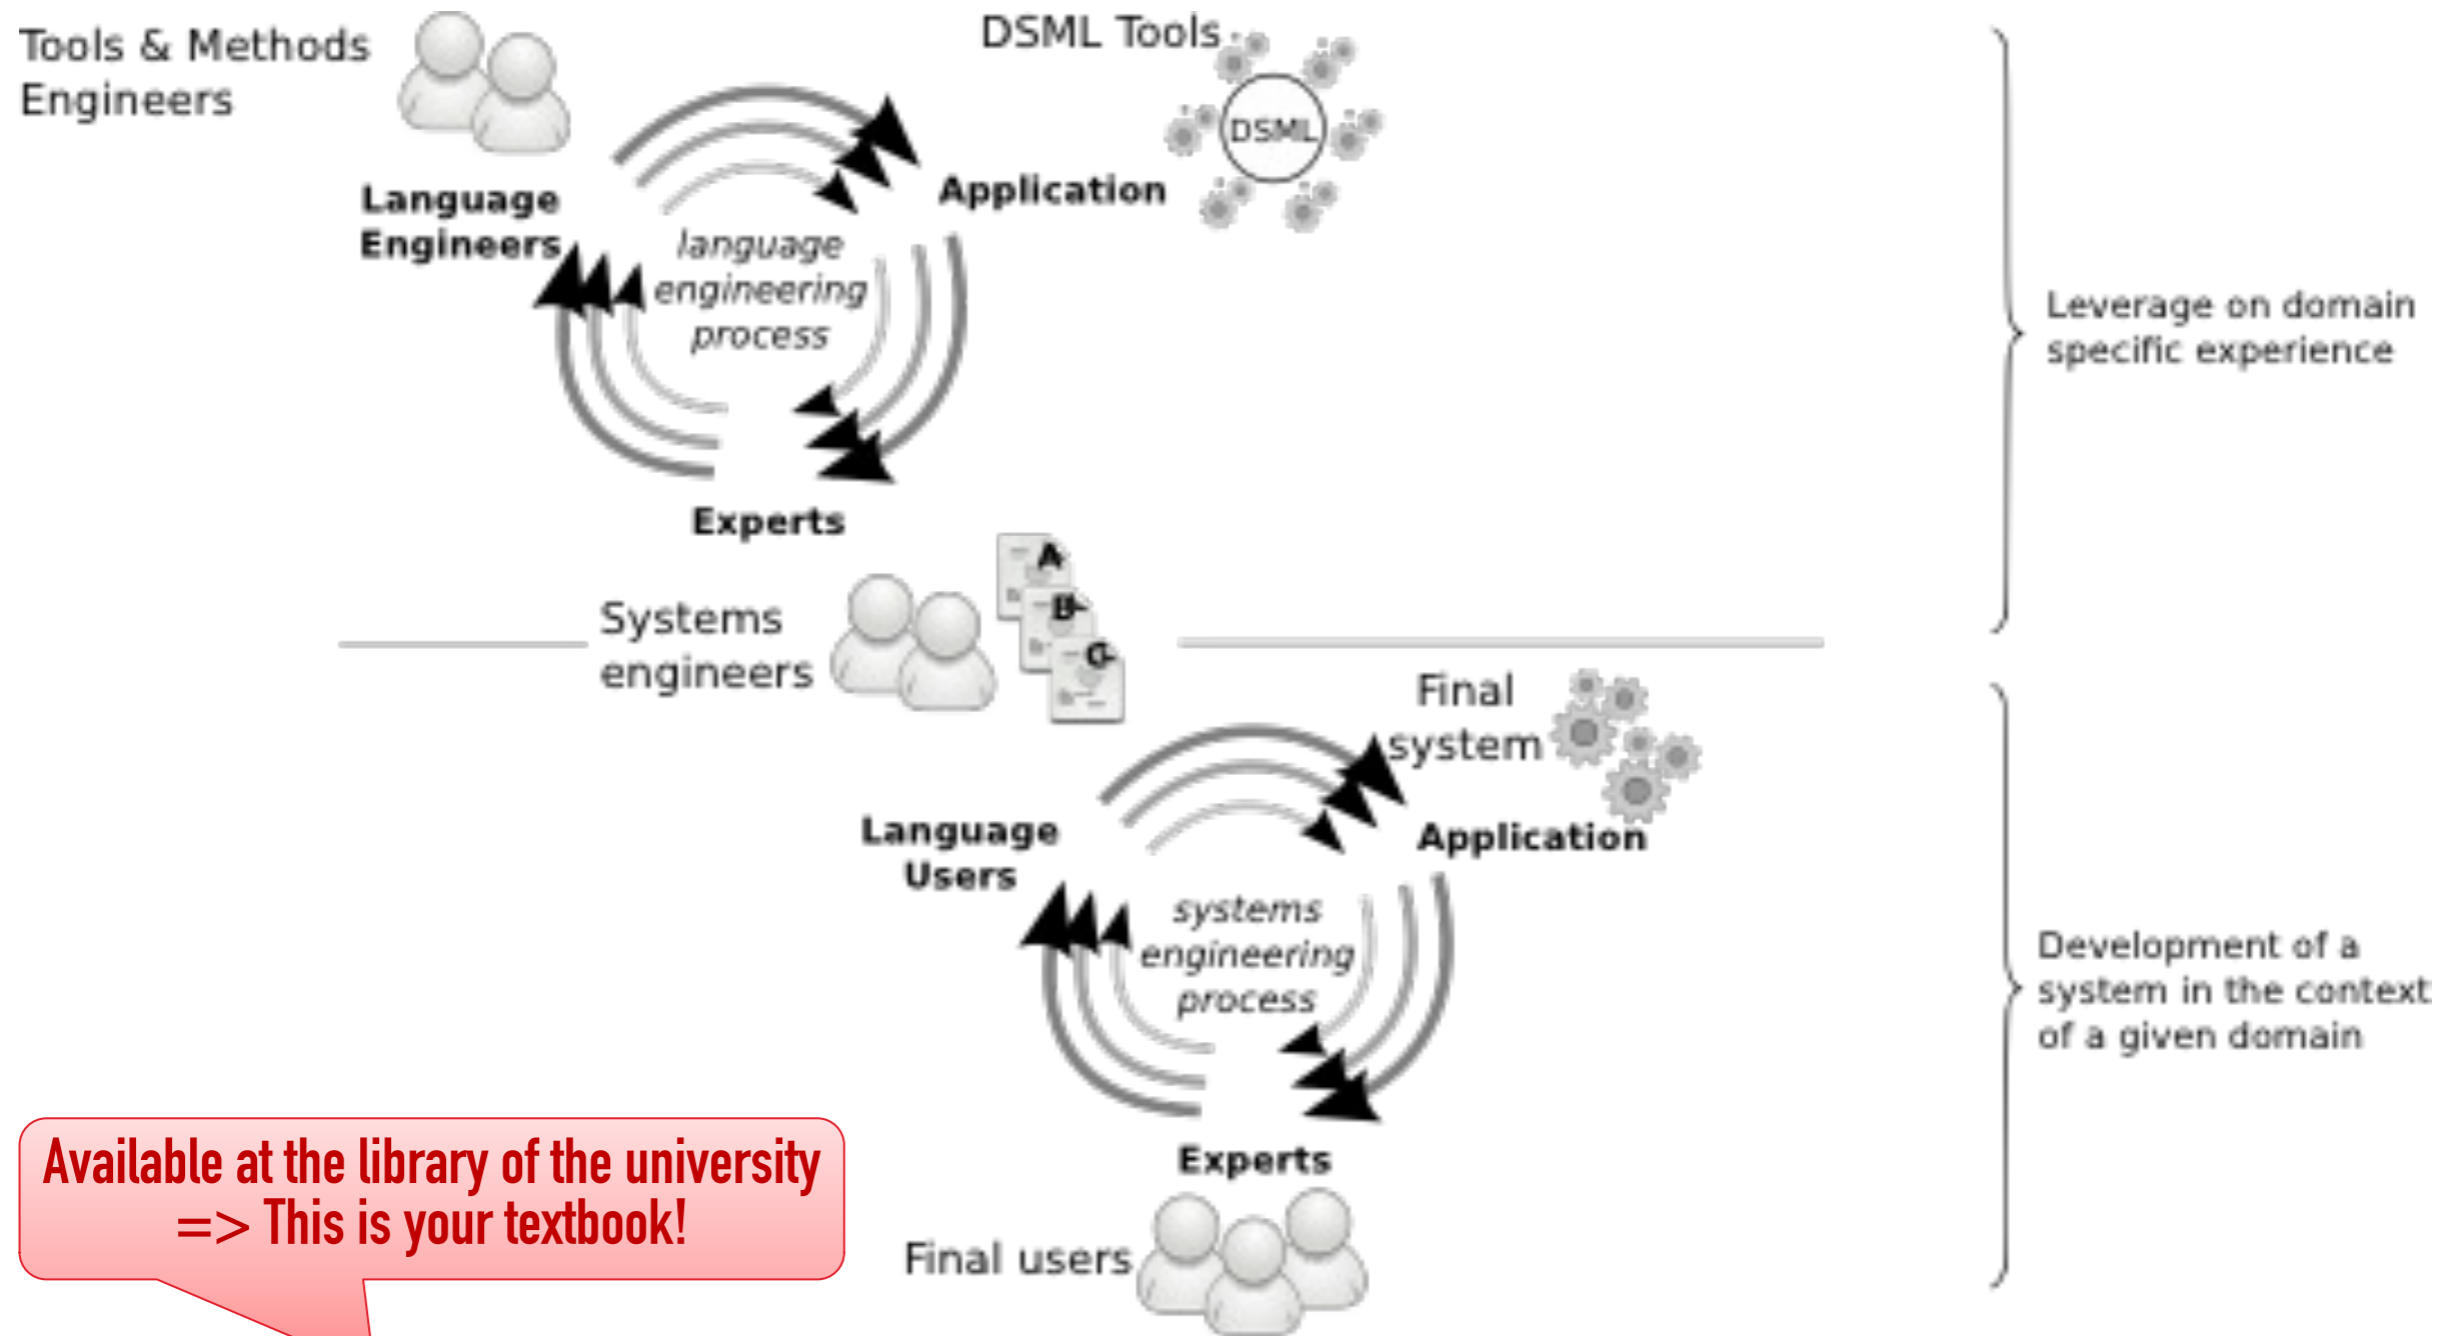 Tools & Methods
Engineers
DSML Tools
DSML
Language
Engineers
Application
language
engineering
process
Experts
Leverage on domain
specific experience
Systems
engineers
A
B
C
Final
system
Language
Users
Application
systems
engineering
process
Experts
Final users
Development of a
system in the context
of a given domain
Available at the library of the university
=> This is your textbook!